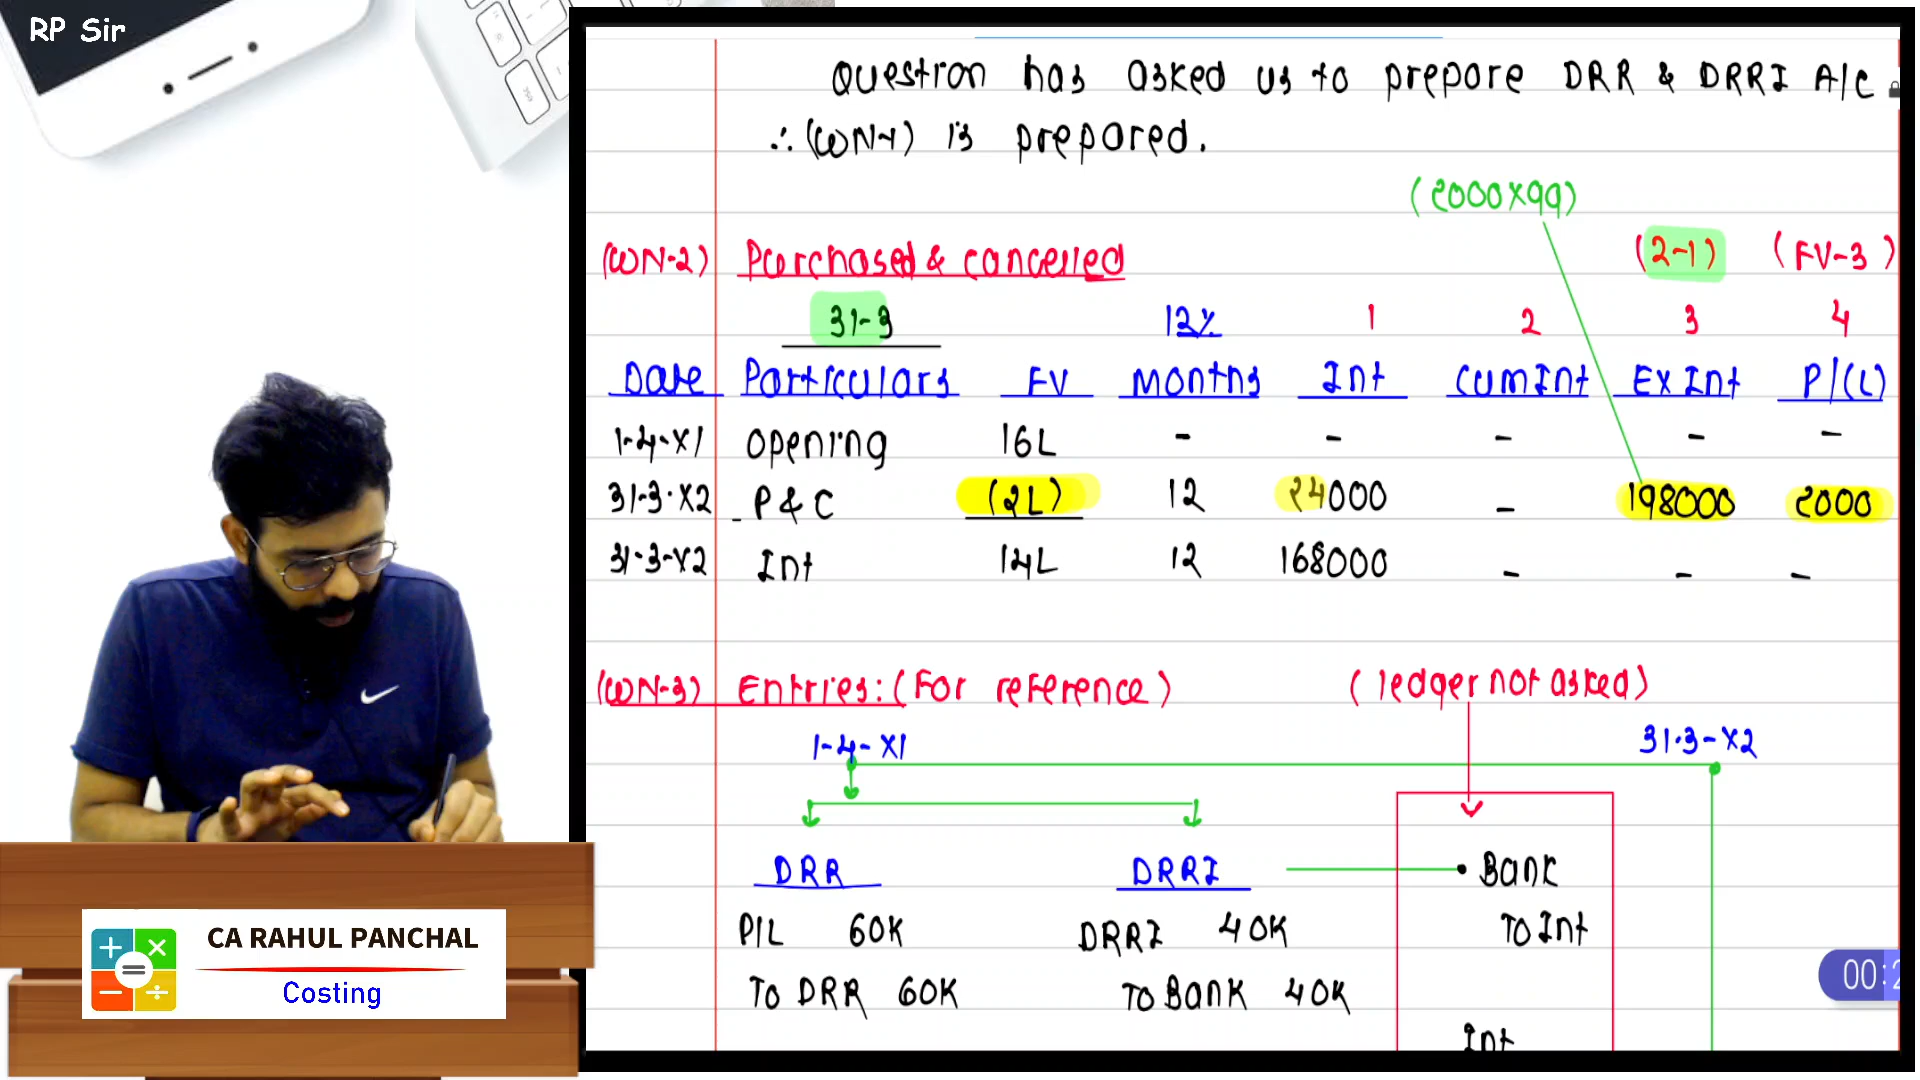 RP Sir
Question has asked us to prepare DRR & DRRI A/C
∴ (WN-1) is prepared.
(2000X99)
(WN-2) Purchased & cancelled (2-1) (FV-3)
31-3 12% 1 2 3 4
Date Particulars FV Months Int CumInt Ex Int P/(L)
1-4-X1 Opening 16L - - - - -
31-3-X2 P & C (2L) 12 24000 - 198000 2000
31-3-X2 Int 14L 12 168000 - - -
(WN-3) Entries: (For reference) (ledger not asked)
1-4-X1 31-3-X2
DRR DRRI • Bank
P/L 60K DRRI 40K To Int
To DRR 60K To Bank 40K
Int
CA RAHUL PANCHAL
Costing
00:2